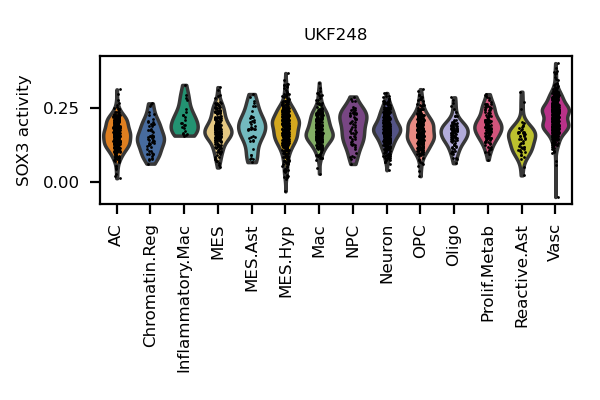 UKF248
SOX3 activity
0.25
0.00
AC
Chromatin.Reg
Inflammatory.Mac
MES
MES.Ast
MES.Hyp
Mac
NPC
Neuron
OPC
Oligo
Prolif.Metab
Reactive.Ast
Vasc